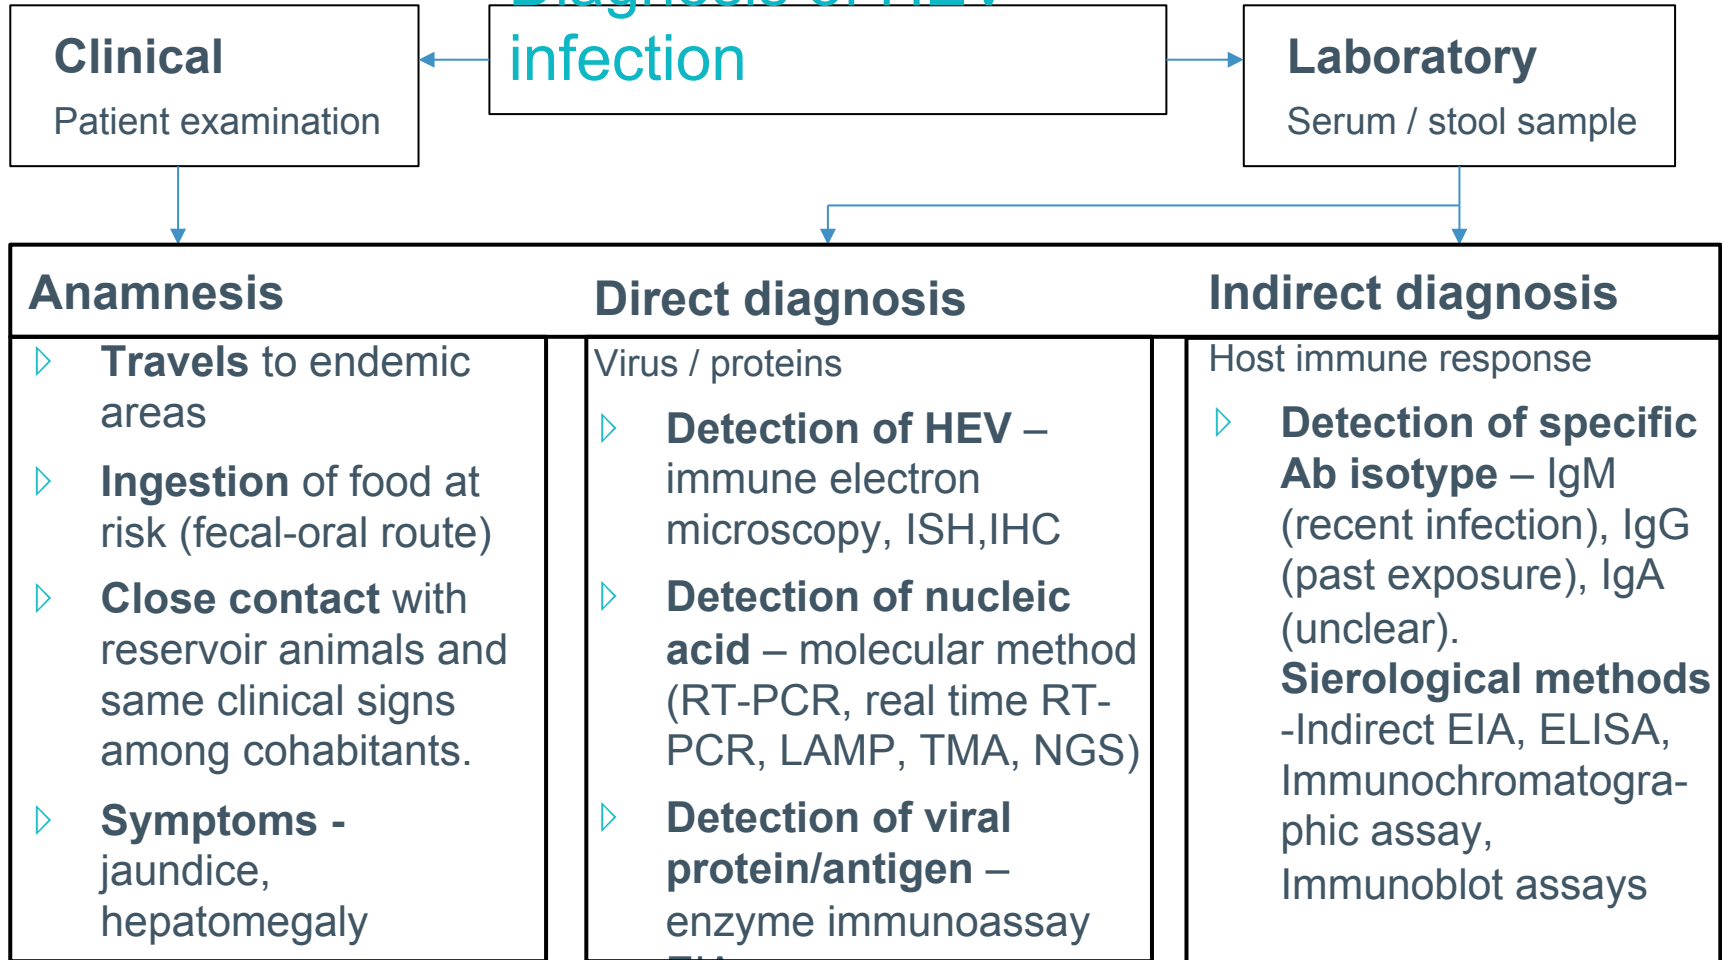 Diagnosis of HEV
infection
Clinical
Patient examination
Laboratory
Serum / stool sample
Anamnesis
Travels to endemic
areas
Ingestion of food at
risk (fecal-oral route)
Close contact with
reservoir animals and
same clinical signs
among cohabitants.
Symptoms -
jaundice,
hepatomegaly
Direct diagnosis
Virus / proteins
Detection of HEV –
immune electron
microscopy, ISH,IHC
Detection of nucleic
acid – molecular method
(RT-PCR, real time RT-
PCR, LAMP, TMA, NGS)
Detection of viral
protein/antigen –
enzyme immunoassay
Indirect diagnosis
Host immune response
Detection of specific
Ab isotype – IgM
(recent infection), IgG
(past exposure), IgA
(unclear).
Sierological methods
-Indirect EIA, ELISA,
Immunochromatogra-
phic assay,
Immunoblot assays